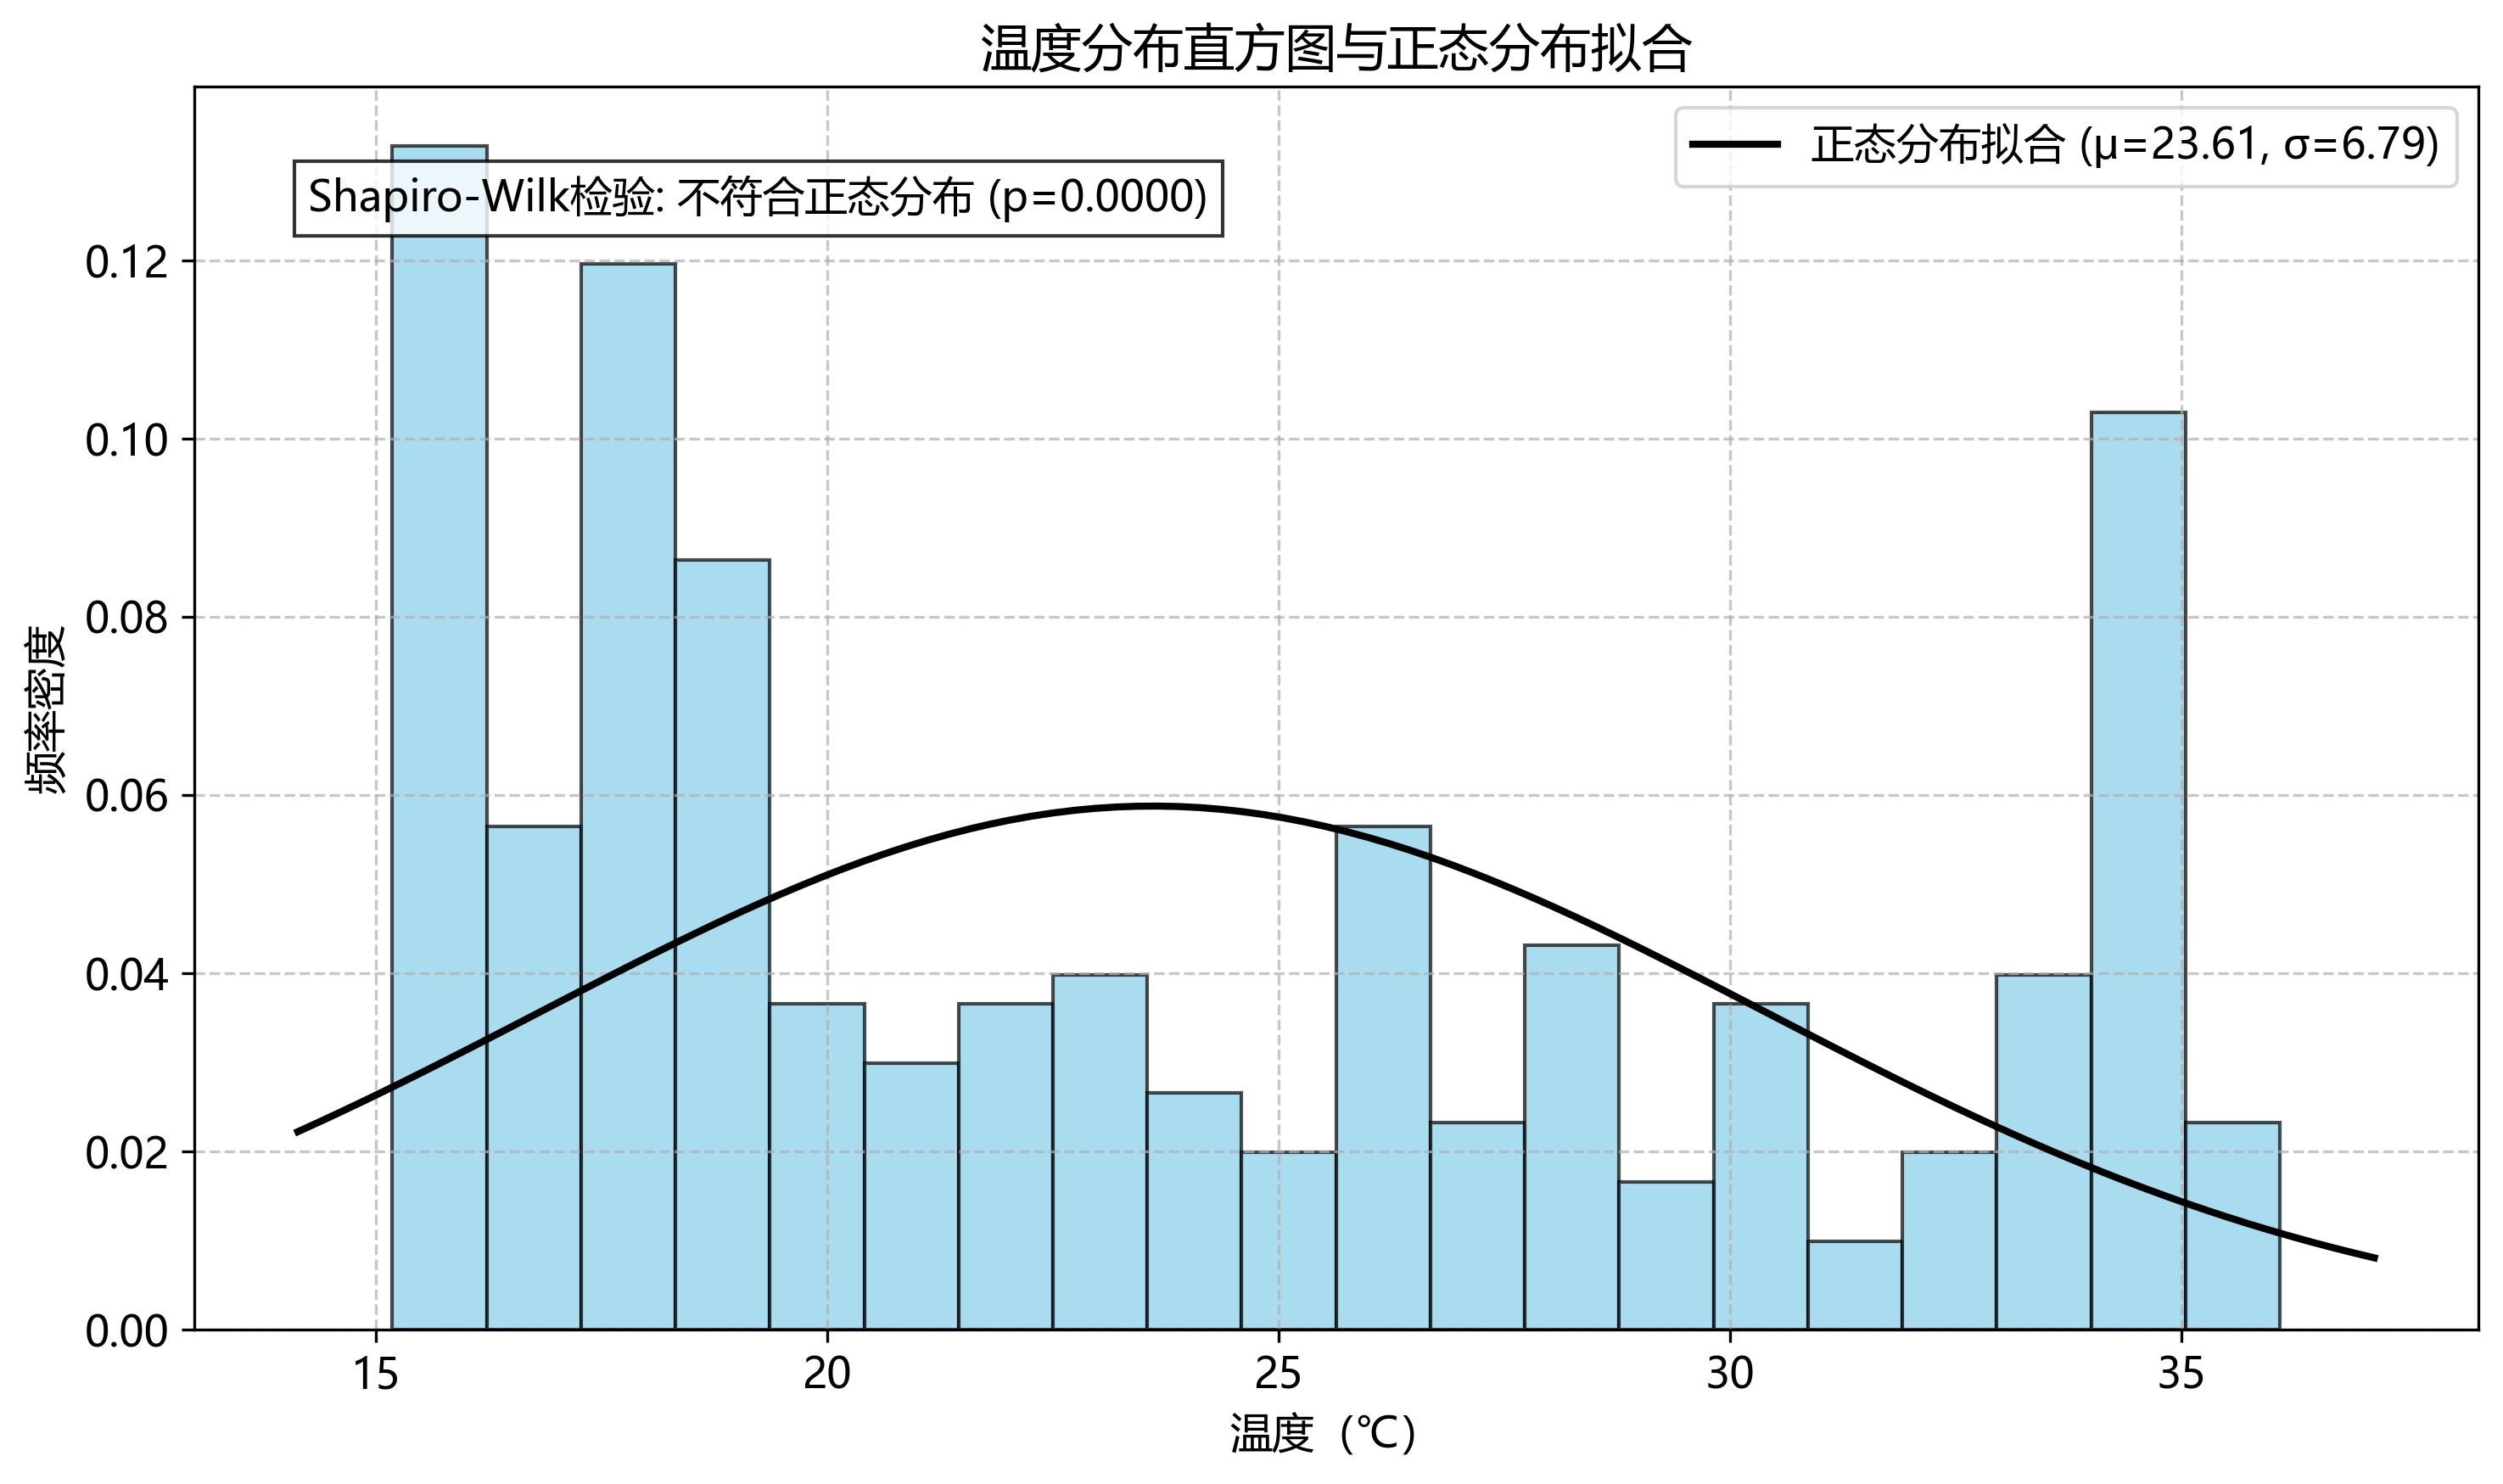 温度分布直方图与正态分布拟合
正态分布拟合 (μ=23.61, σ=6.79)
Shapiro-Wilk检验: 不符合正态分布 (p=0.0000)
频率密度
0.12
0.10
0.08
0.06
0.04
0.02
0.00
15 20 25 30 35
温度（℃）